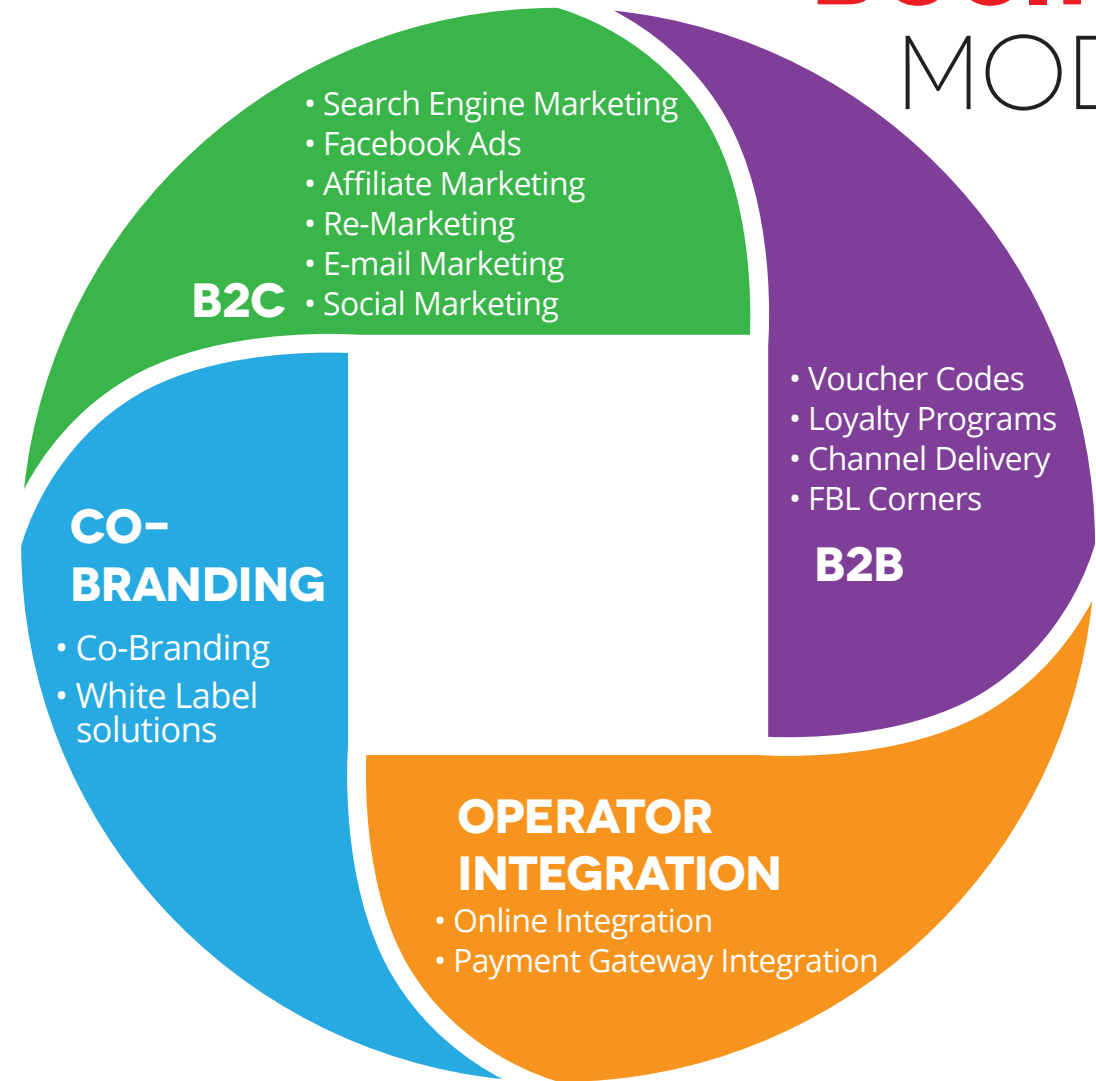 • Search Engine Marketing
• Facebook Ads
• Affiliate Marketing
• Re-Marketing
• E-mail Marketing
B2C • Social Marketing
• Voucher Codes
• Loyalty Programs
• Channel Delivery
• FBL Corners
B2B
CO-
BRANDING
• Co-Branding
• White Label
solutions
OPERATOR
INTEGRATION
• Online Integration
• Payment Gateway Integration